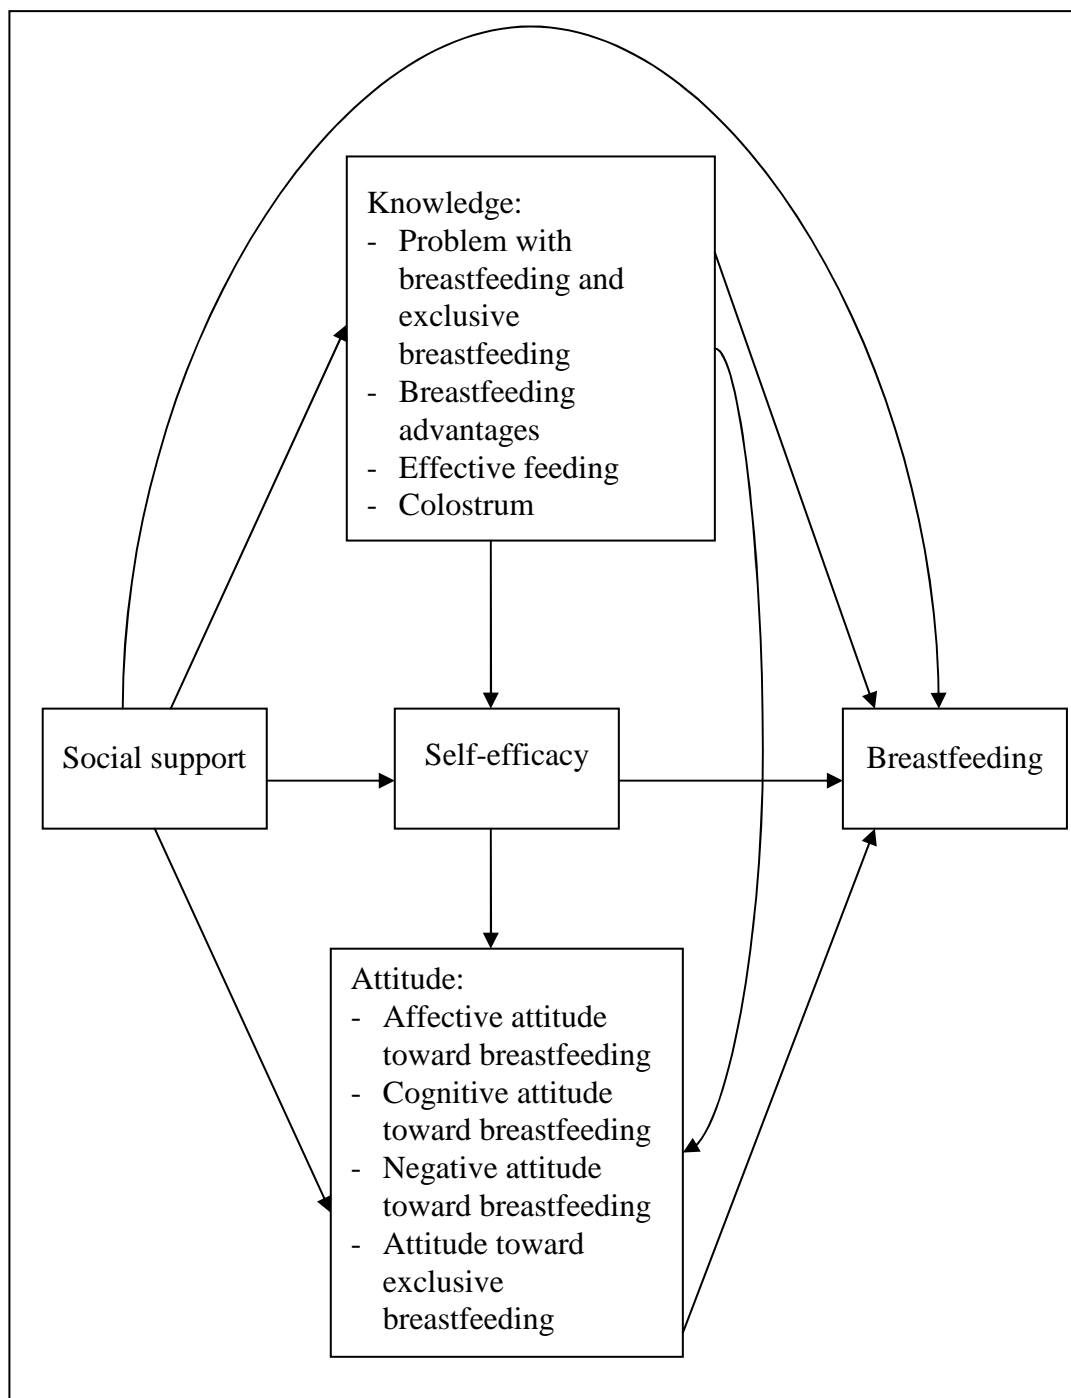 Knowledge:
- Problem with
breastfeeding and
exclusive
breastfeeding
- Breastfeeding
advantages
- Effective feeding
- Colostrum
Social support
Self-efficacy
Breastfeeding
Attitude:
- Affective attitude
toward breastfeeding
- Cognitive attitude
toward breastfeeding
- Negative attitude
toward breastfeeding
- Attitude toward
exclusive
breastfeeding